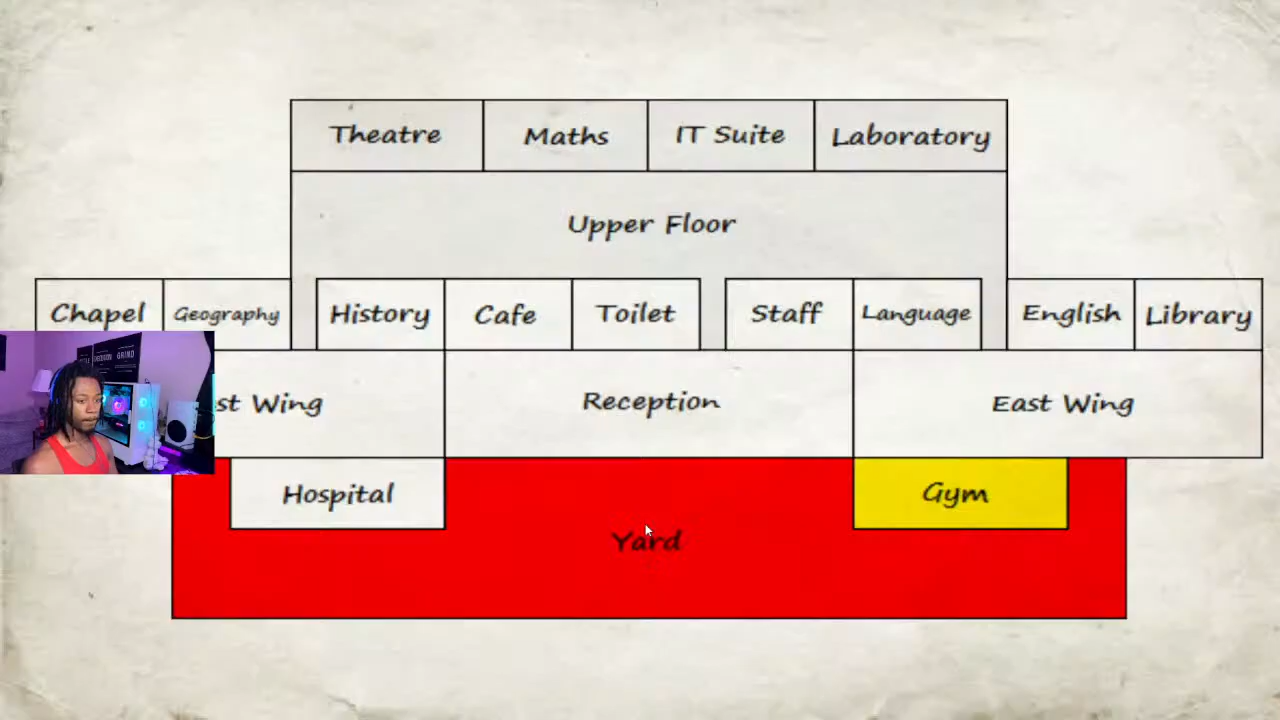 Theatre
Maths
IT Suite
Laboratory
Upper Floor
Chapel
Geography
History
Cafe
Toilet
Staff
Language
English
Library
Wing
Reception
East Wing
Hospital
Gym
Yard
GRIND